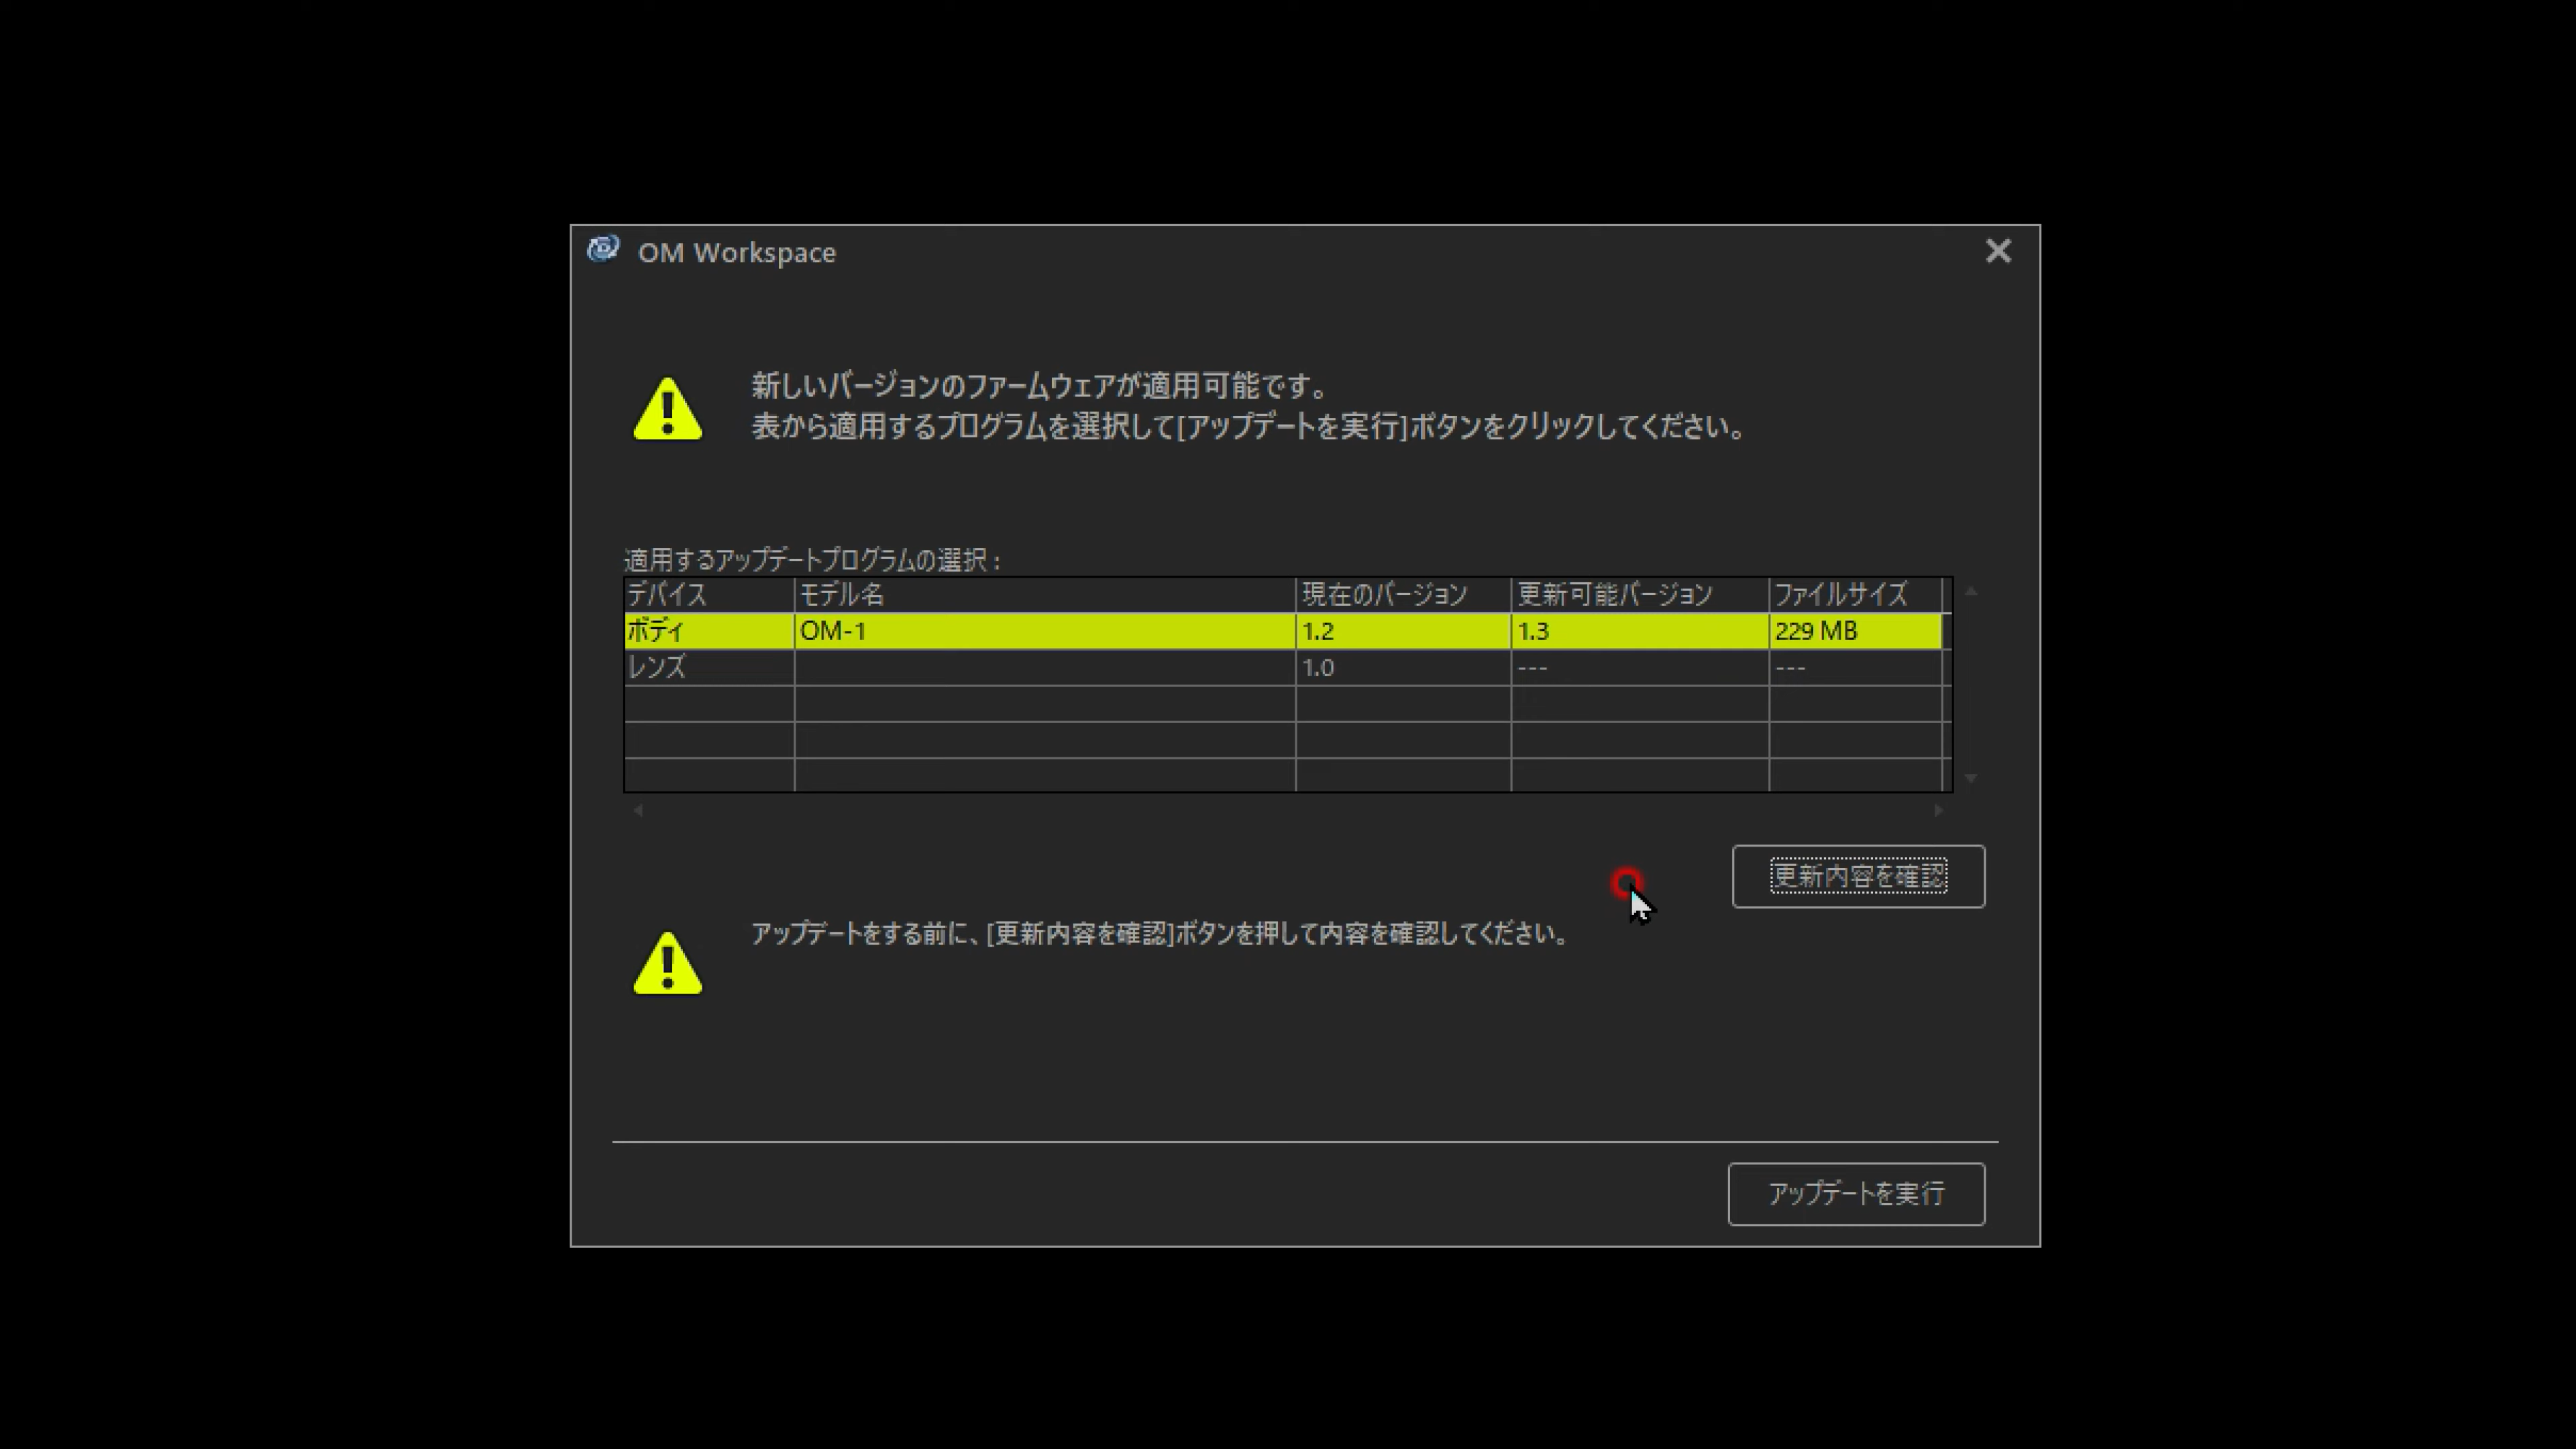 OM Workspace
新しいバージョンのファームウェアが適用可能です。
表から適用するプログラムを選択して[アップデートを実行]ボタンをクリックしてください。
適用するアップデートプログラムの選択 :
デバイス モデル名 現在のバージョン 更新可能バージョン ファイルサイズ
ボディ OM-1 1.2 1.3 229 MB
レンズ 1.0 --- ---
更新内容を確認
アップデートをする前に、[更新内容を確認]ボタンを押して内容を確認してください。
アップデートを実行